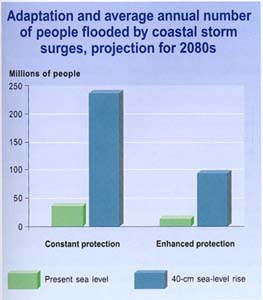 Adaptation and average annual number
of people flooded by coastal storm
surges, projection for 2080s
Millions of people
250
200
150
100
50
0
Constant protection
Enhanced protection
Present sea level
40-cm sea-level rise